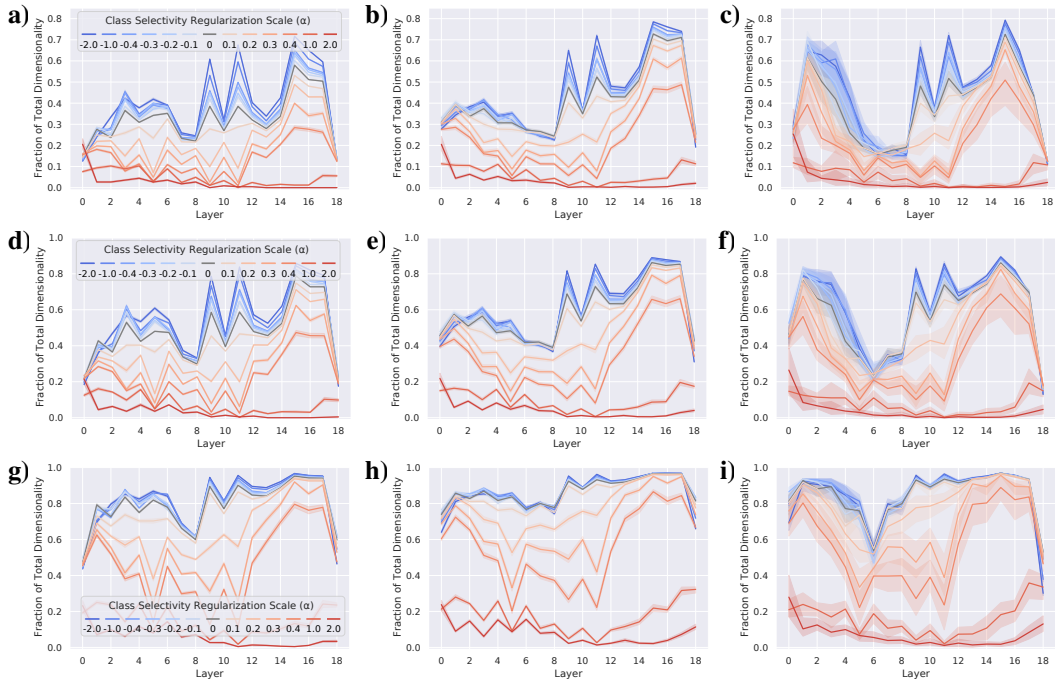 a)
Class Selectivity Regularization Scale (α)
-2.0 -1.0 -0.4 -0.3 -0.2 -0.1 0 0.1 0.2 0.3 0.4 1.0 2.0
Fraction of Total Dimensionality
0.8
0.7
0.6
0.5
0.4
0.3
0.2
0.1
0.0
0 2 4 6 8 10 12 14 16 18
Layer
b)
Fraction of Total Dimensionality
0.8
0.7
0.6
0.5
0.4
0.3
0.2
0.1
0.0
0 2 4 6 8 10 12 14 16 18
Layer
c)
Fraction of Total Dimensionality
0.8
0.7
0.6
0.5
0.4
0.3
0.2
0.1
0.0
0 2 4 6 8 10 12 14 16 18
Layer
d)
Class Selectivity Regularization Scale (α)
-2.0 -1.0 -0.4 -0.3 -0.2 -0.1 0 0.1 0.2 0.3 0.4 1.0 2.0
Fraction of Total Dimensionality
1.0
0.8
0.6
0.4
0.2
0.0
0 2 4 6 8 10 12 14 16 18
Layer
e)
Fraction of Total Dimensionality
1.0
0.8
0.6
0.4
0.2
0.0
0 2 4 6 8 10 12 14 16 18
Layer
f)
Fraction of Total Dimensionality
1.0
0.8
0.6
0.4
0.2
0.0
0 2 4 6 8 10 12 14 16 18
Layer
g)
Fraction of Total Dimensionality
1.0
0.8
0.6
0.4
0.2
0.0
Class Selectivity Regularization Scale (α)
-2.0 -1.0 -0.4 -0.3 -0.2 -0.1 0 0.1 0.2 0.3 0.4 1.0 2.0
0 2 4 6 8 10 12 14 16 18
Layer
h)
Fraction of Total Dimensionality
1.0
0.8
0.6
0.4
0.2
0.0
0 2 4 6 8 10 12 14 16 18
Layer
i)
Fraction of Total Dimensionality
1.0
0.8
0.6
0.4
0.2
0.0
0 2 4 6 8 10 12 14 16 18
Layer